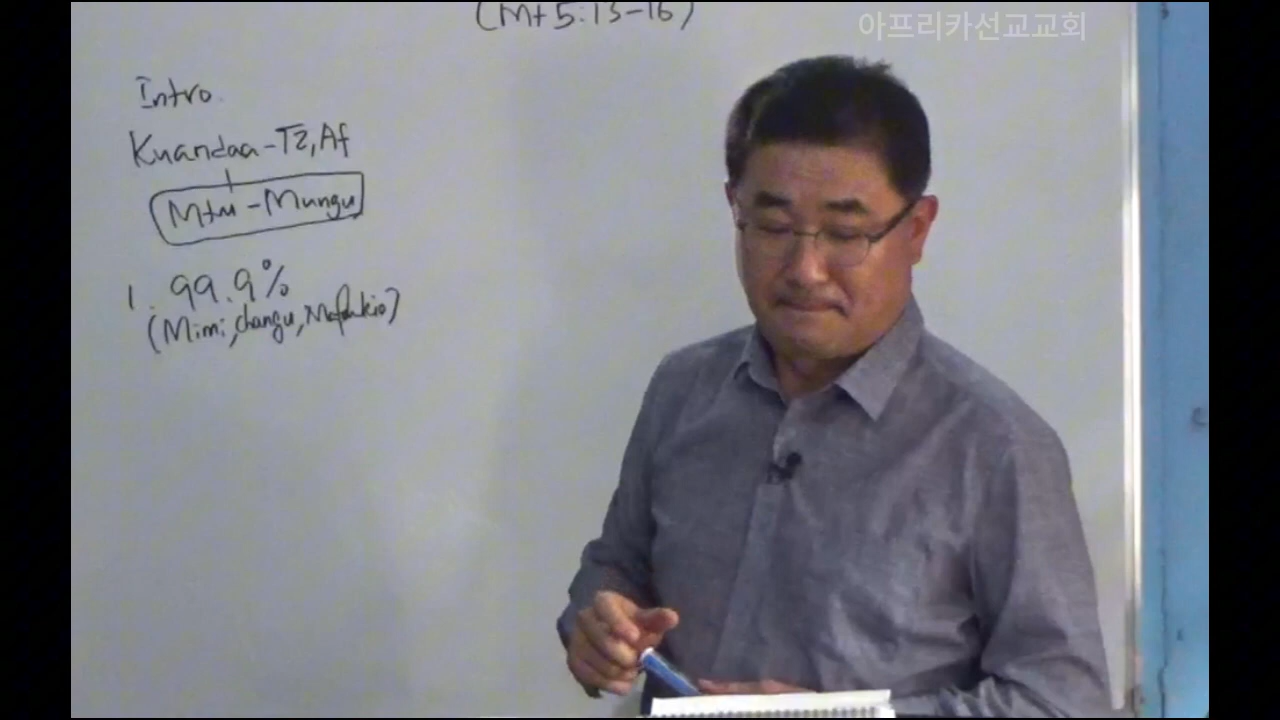 (Mt 5:13-16)
아프리카선교교회
Intro.
Kuandaa-TZ, Af
Mtu - Mungu
1. 99.9%
(Mimi, changu, Mafanikio)